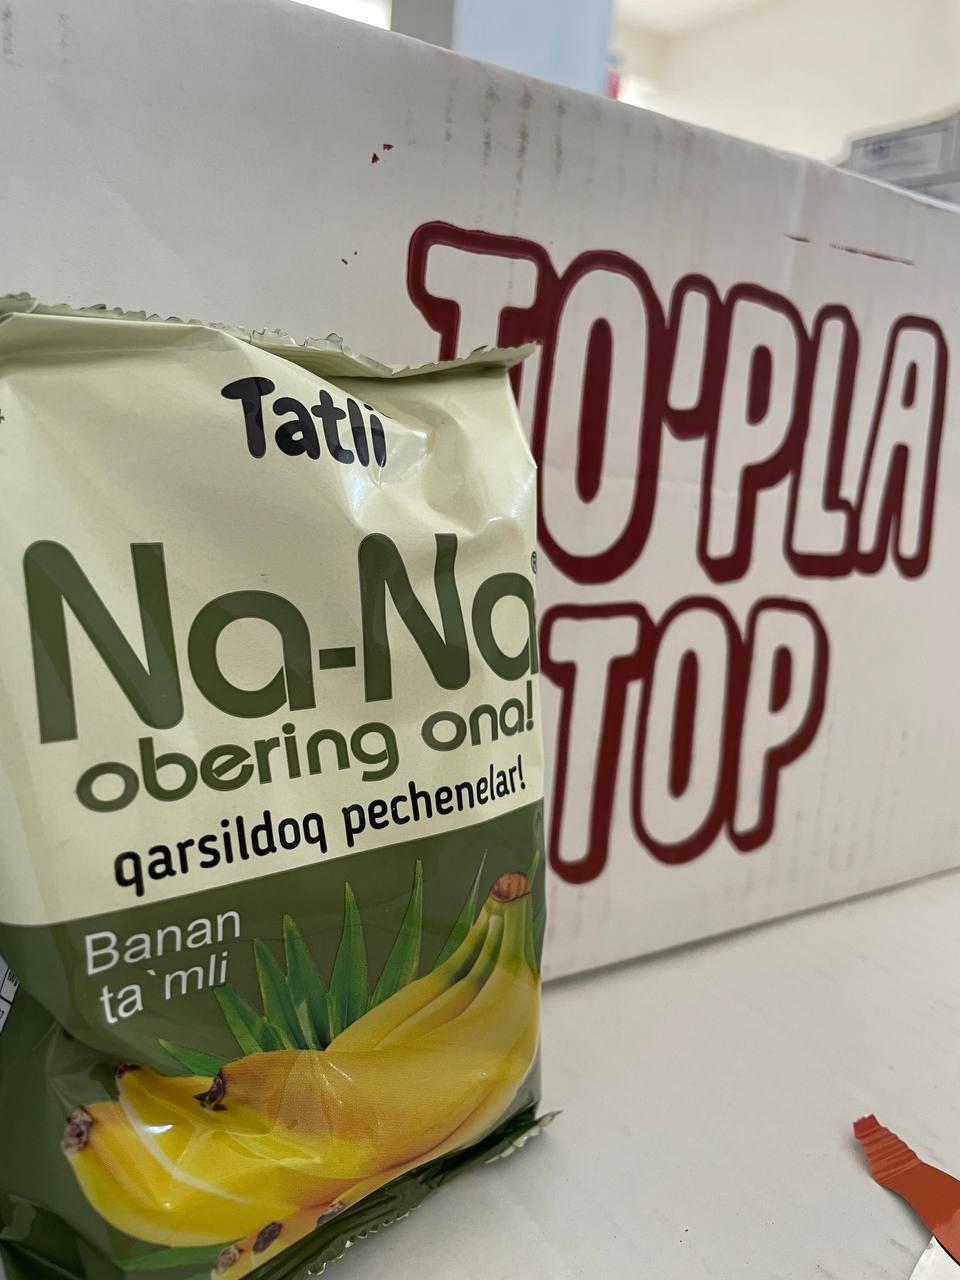 Tatli
Na-Na
obering ona!
qarsildoq pechenelar!
Banan
ta`mli
TO'PLA
TOP